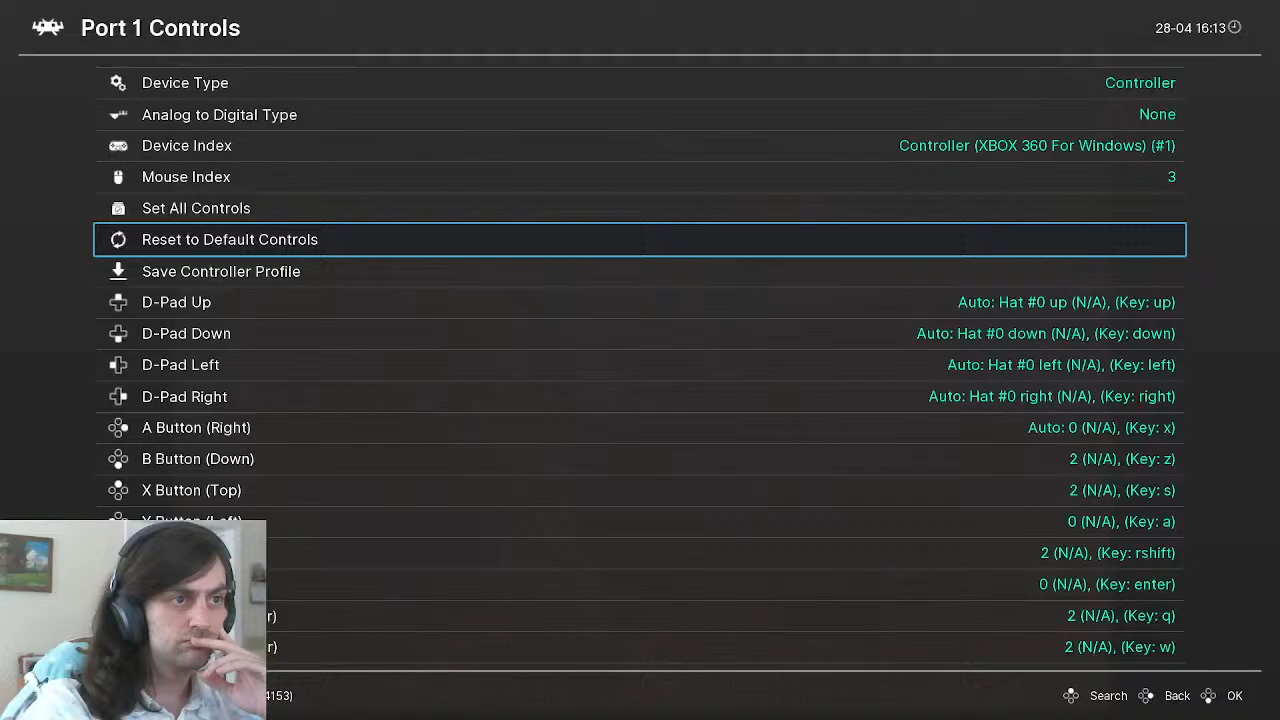 Port 1 Controls
28-04 16:13
Device Type Controller
Analog to Digital Type None
Device Index Controller (XBOX 360 For Windows) (#1)
Mouse Index 3
Set All Controls
Reset to Default Controls
Save Controller Profile
D-Pad Up Auto: Hat #0 up (N/A), (Key: up)
D-Pad Down Auto: Hat #0 down (N/A), (Key: down)
D-Pad Left Auto: Hat #0 left (N/A), (Key: left)
D-Pad Right Auto: Hat #0 right (N/A), (Key: right)
A Button (Right) Auto: 0 (N/A), (Key: x)
B Button (Down) 2 (N/A), (Key: z)
X Button (Top) 2 (N/A), (Key: s)
Y Button (Left) 0 (N/A), (Key: a)
2 (N/A), (Key: rshift)
0 (N/A), (Key: enter)
r) 2 (N/A), (Key: q)
r) 2 (N/A), (Key: w)
4153) Search Back OK